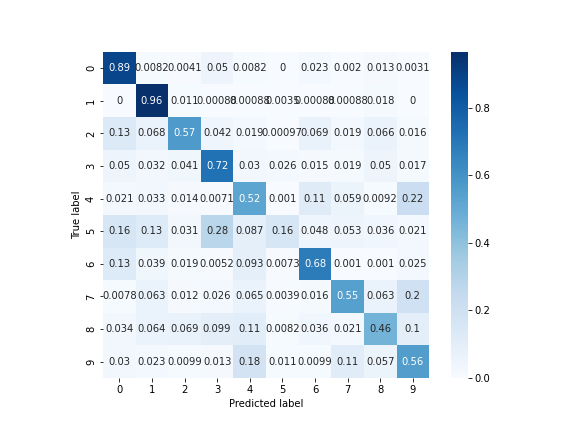 0 0.89 0.0082 0.0041 0.05 0.0082 0 0.023 0.002 0.013 0.0031
1 0 0.96 0.011 0.00088 0.00088 0.0035 0.00088 0.00088 0.018 0
2 0.13 0.068 0.57 0.042 0.019 0.00097 0.069 0.019 0.066 0.016
3 0.05 0.032 0.041 0.72 0.03 0.026 0.015 0.019 0.05 0.017
4 0.021 0.033 0.014 0.0071 0.52 0.001 0.11 0.059 0.0092 0.22
5 0.16 0.13 0.031 0.28 0.087 0.16 0.048 0.053 0.036 0.021
6 0.13 0.039 0.019 0.0052 0.093 0.0073 0.68 0.001 0.001 0.025
7 0.0078 0.063 0.012 0.026 0.065 0.0039 0.016 0.55 0.063 0.2
8 0.034 0.064 0.069 0.099 0.11 0.0082 0.036 0.021 0.46 0.1
9 0.03 0.023 0.0099 0.013 0.18 0.011 0.0099 0.11 0.057 0.56
0 1 2 3 4 5 6 7 8 9
Predicted label
True label
0.8
0.6
0.4
0.2
0.0